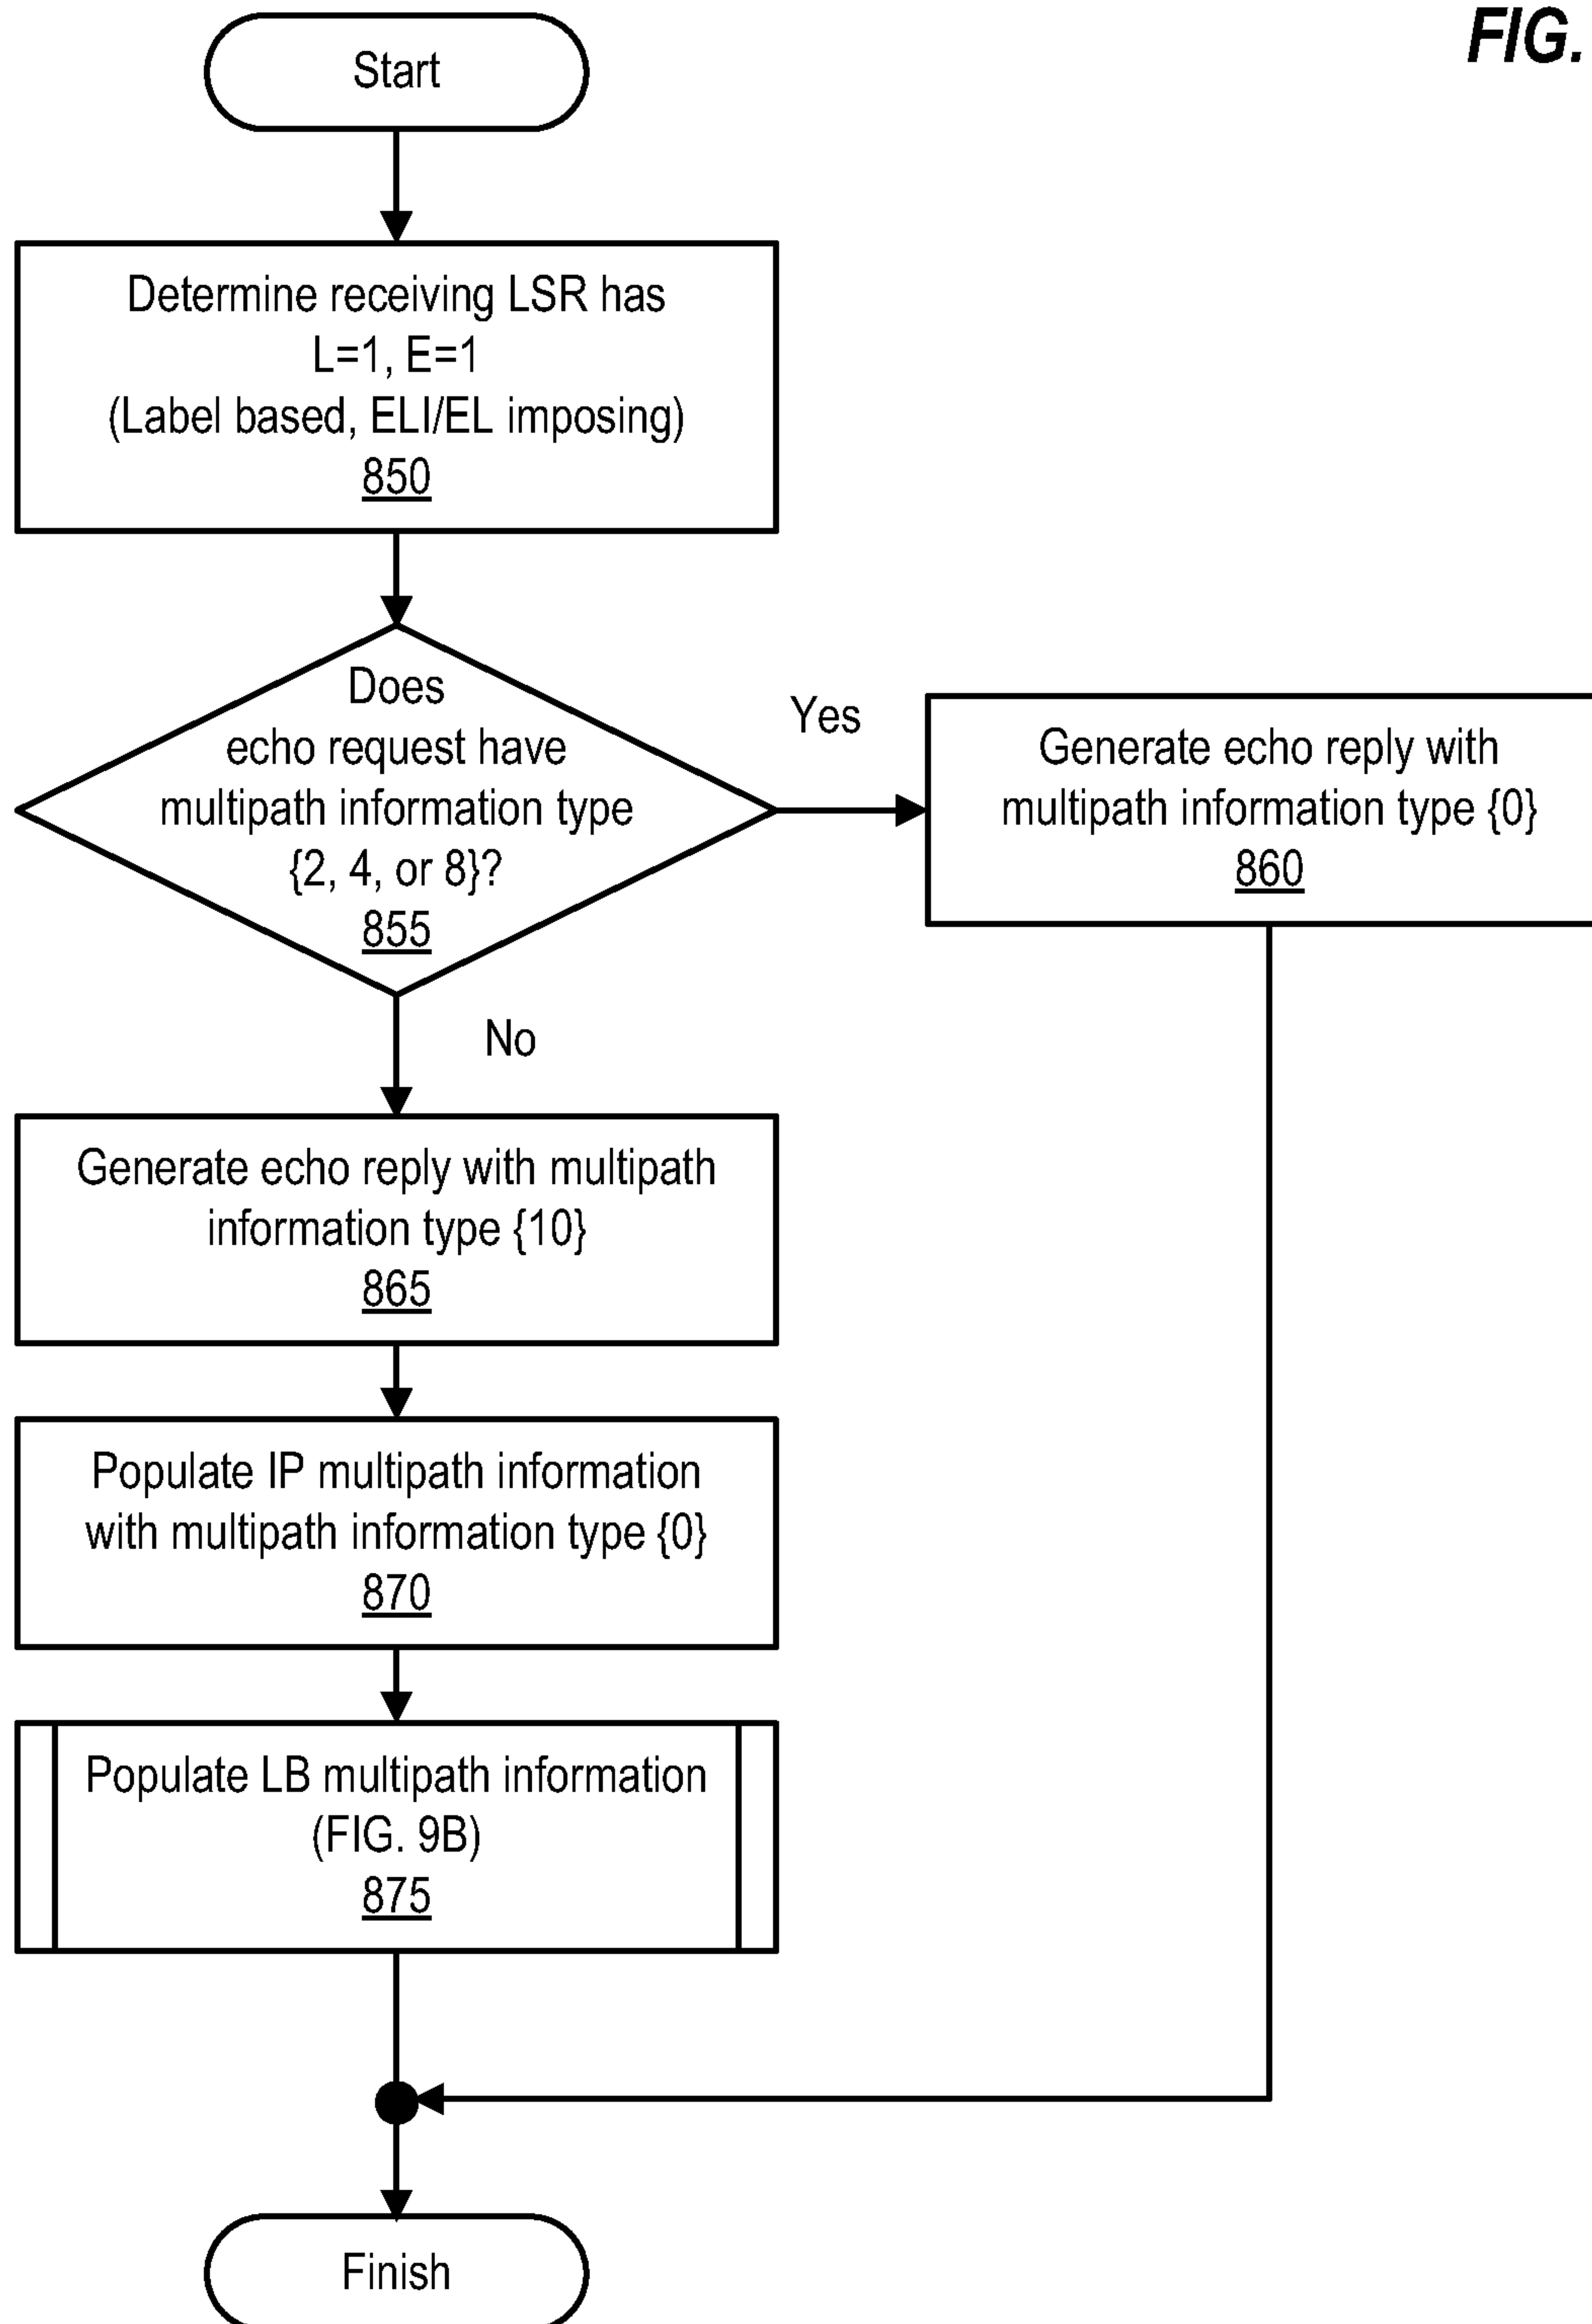 FIG.
Start
Determine receiving LSR has
L=1, E=1
(Label based, ELI/EL imposing)
850
Does
echo request have
multipath information type
{2, 4, or 8}?
855
Yes
Generate echo reply with
multipath information type {0}
860
No
Generate echo reply with multipath
information type {10}
865
Populate IP multipath information
with multipath information type {0}
870
Populate LB multipath information
(FIG. 9B)
875
Finish